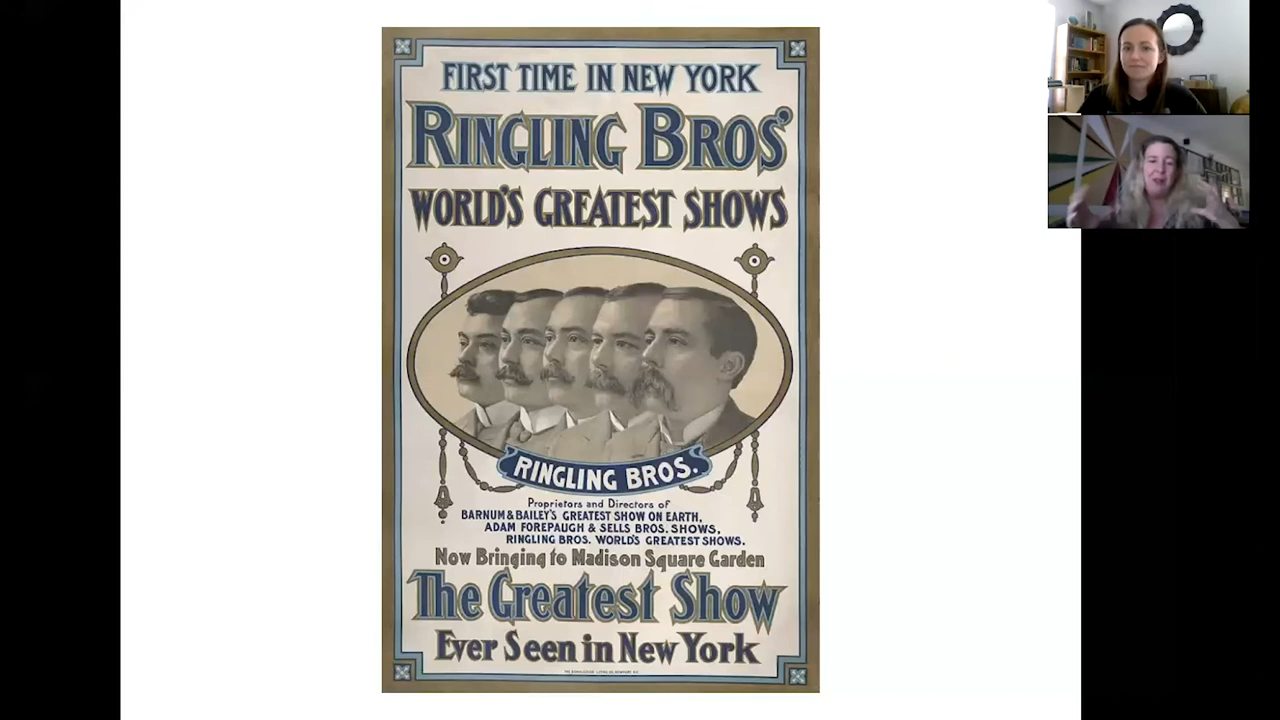 FIRST TIME IN NEW YORK
RINGLING BROS'
WORLD'S GREATEST SHOWS
RINGLING BROS.
Proprietors and Directors of
BARNUM & BAILEY'S GREATEST SHOW ON EARTH,
ADAM FOREPAUGH & SELLS BROS. SHOWS,
RINGLING BROS. WORLD'S GREATEST SHOWS.
Now Bringing to Madison Square Garden
The Greatest Show
Ever Seen in New York